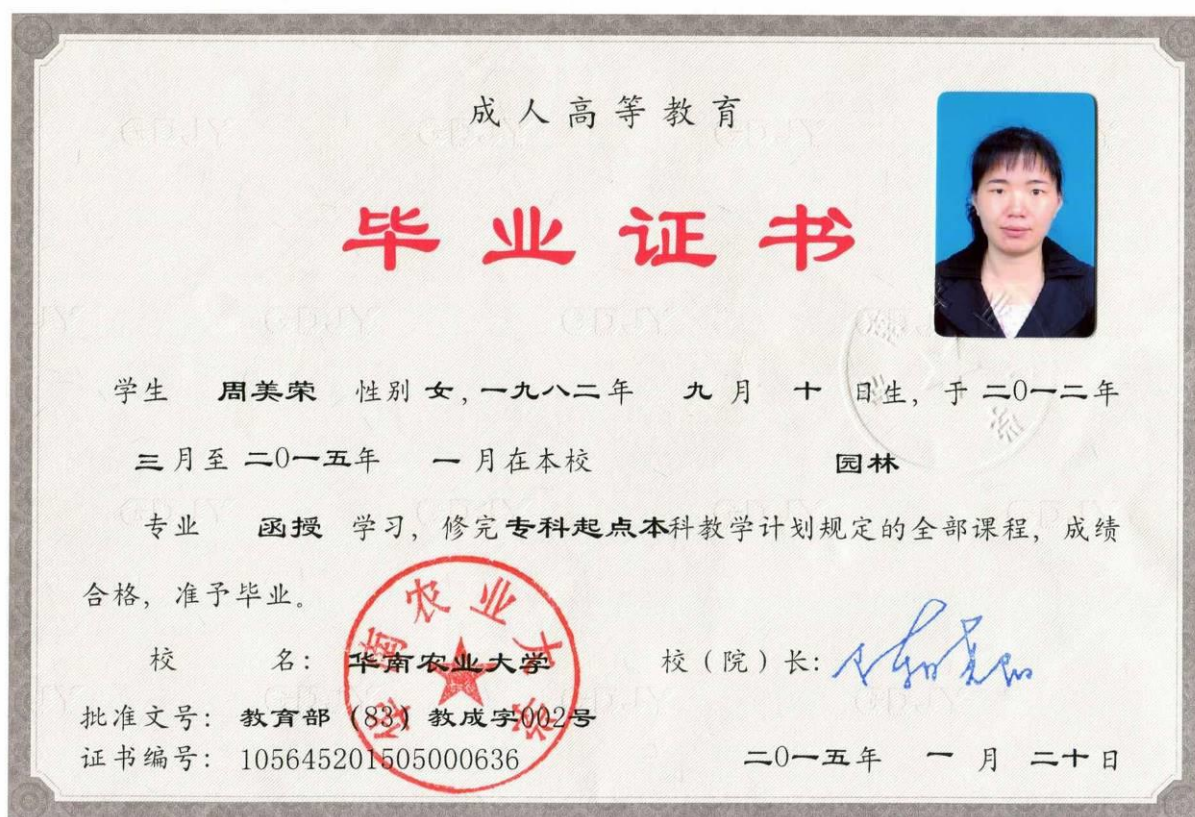 成人高等教育
毕业证书
学生 周美荣 性别 女,一九八二年 九 月 十 日生,于 二0一二年
三月至 二0一五年 一月在本校 园林
专业 函授 学习,修完专科起点本科教学计划规定的全部课程,成绩
合格,准予毕业。
华南农业大学
校 名: 华南农业大学 校(院)长:
批准文号: 教育部(83)教成字002号
证书编号: 105645201505000636 二0一五年 一 月 二十日